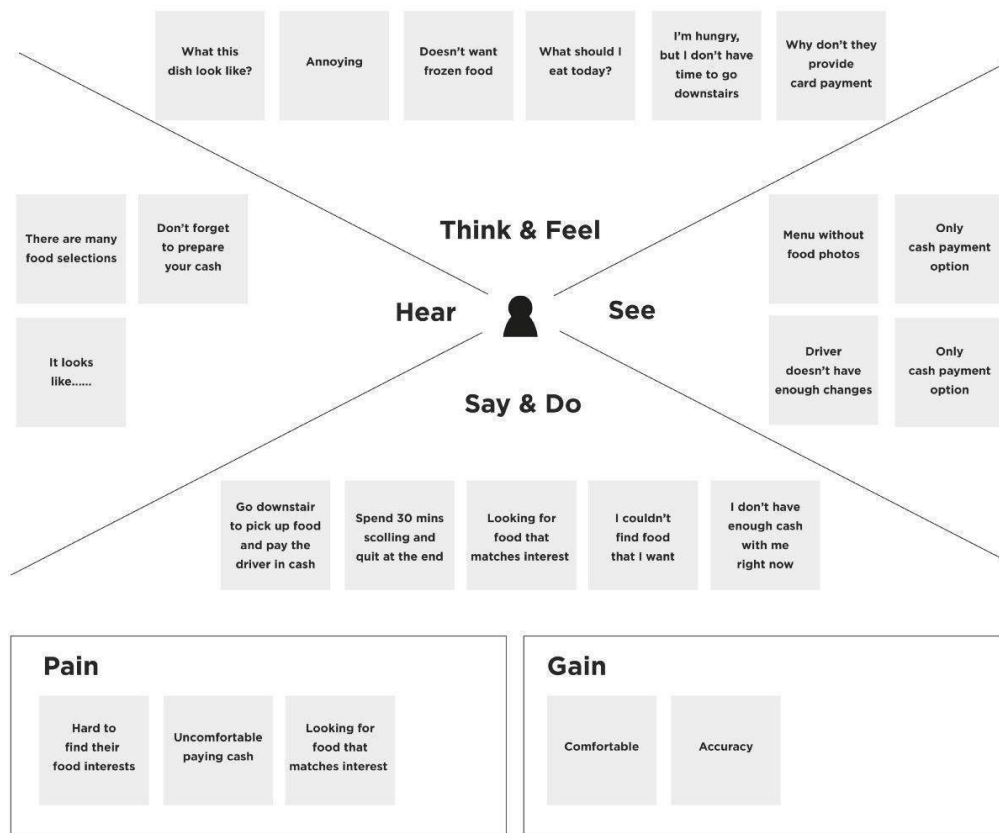 What this
dish look like?
Annoying
Doesn't want
frozen food
What should I
eat today?
I'm hungry,
but I don't have
time to go
downstairs
Why don't they
provide
card payment
Think & Feel
There are many
food selections
Don't forget
to prepare
your cash
It looks
like......
Hear
See
Menu without
food photos
Only
cash payment
option
Driver
doesn't have
enough changes
Only
cash payment
option
Say & Do
Go downstair
to pick up food
and pay the
driver in cash
Spend 30 mins
scolling and
quit at the end
Looking for
food that
matches interest
I couldn't
find food
that I want
I don't have
enough cash
with me
right now
Pain
Hard to
find their
food interests
Uncomfortable
paying cash
Looking for
food that
matches interest
Gain
Comfortable
Accuracy